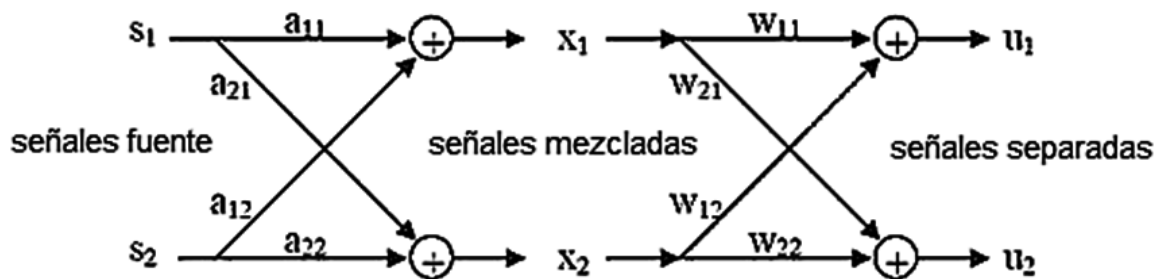 s₁ a₁₁ + x₁ w₁₁ + u₁
a₂₁ w₂₁
señales fuente señales mezcladas señales separadas
a₁₂ w₁₂
s₂ a₂₂ + x₂ w₂₂ + u₂